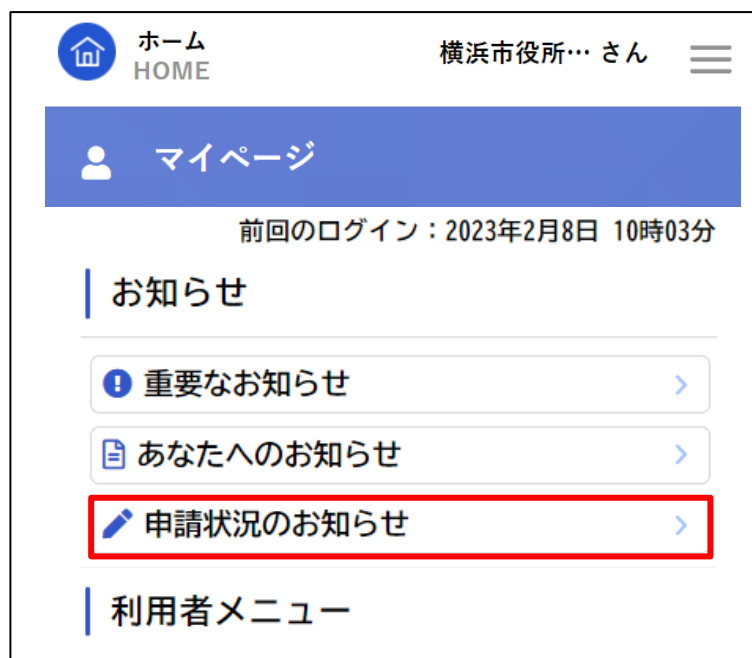 ホーム
HOME
横浜市役所… さん
マイページ
前回のログイン：2023年2月8日 10時03分
お知らせ
重要なお知らせ
あなたへのお知らせ
申請状況のお知らせ
利用者メニュー